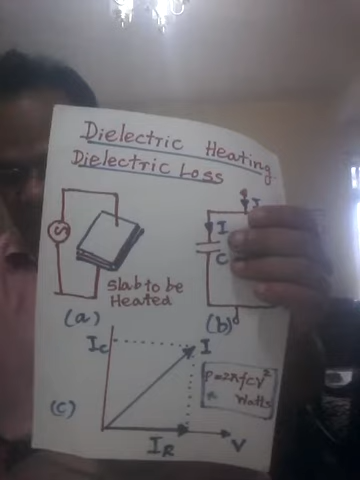 Dielectric Heating
Dielectric Loss
I
I
S
C
Slab to be
Heated
(a)
(b)
Ic
I
P=2πfcV²
Watts
(c)
IR
V